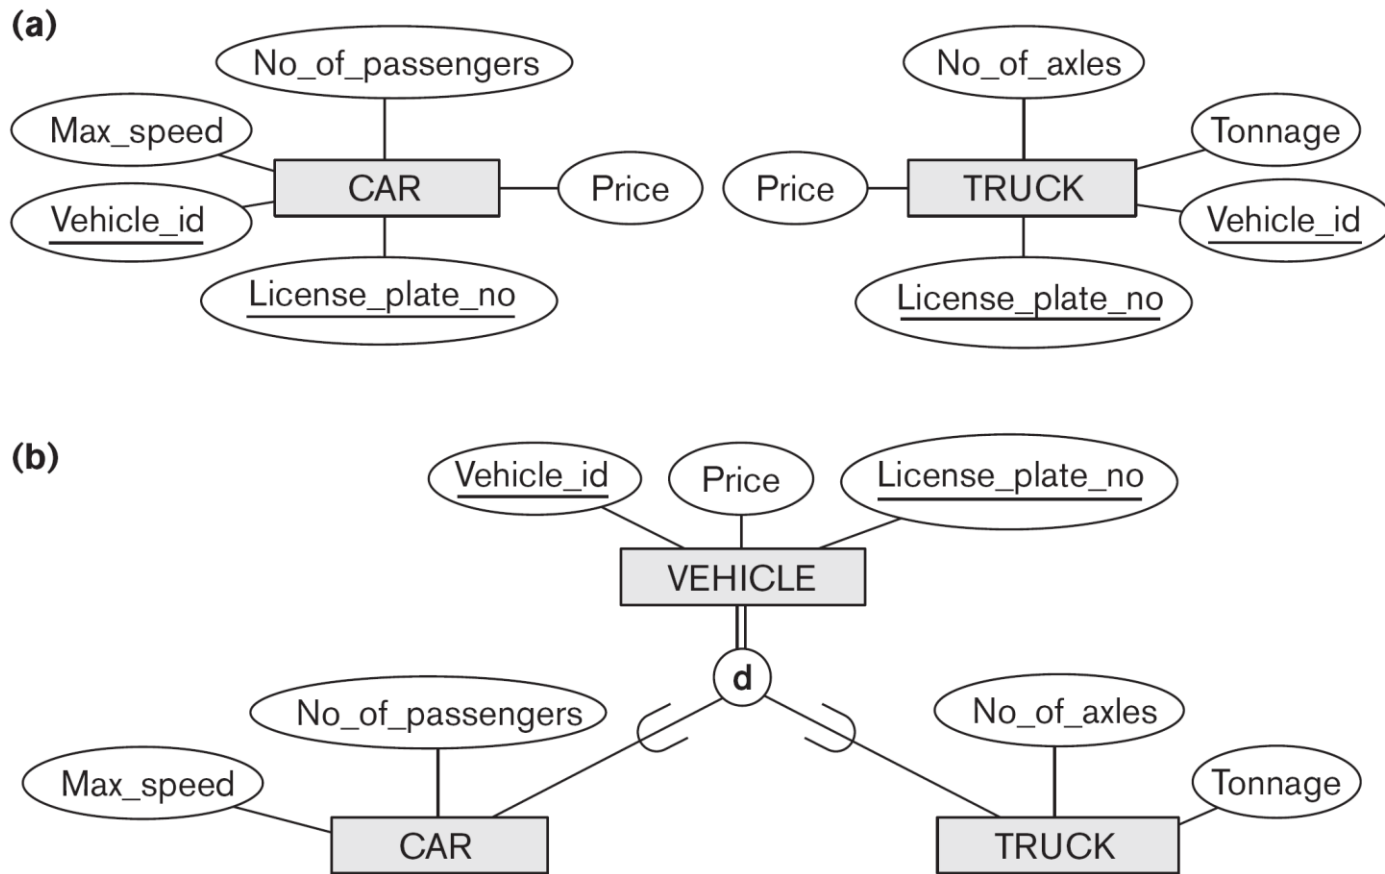 (a)
No_of_passengers
No_of_axles
Max_speed
Tonnage
CAR
Price
Price
TRUCK
Vehicle_id
Vehicle_id
License_plate_no
License_plate_no
(b)
Vehicle_id
Price
License_plate_no
VEHICLE
d
No_of_passengers
No_of_axles
Max_speed
Tonnage
CAR
TRUCK